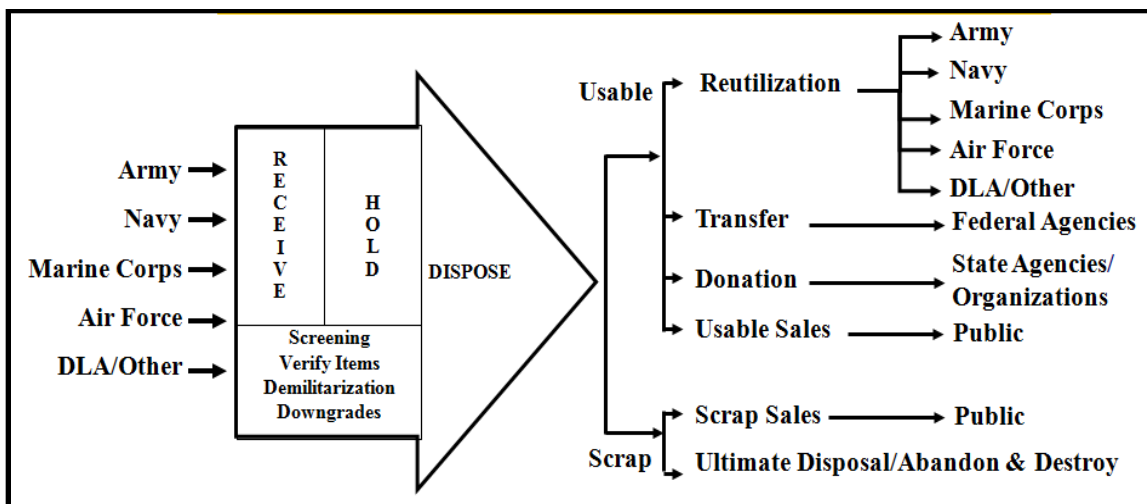 Army
Navy
Marine Corps
Air Force
DLA/Other
RECEIVE
HOLD
Screening
Verify Items
Demilitarization
Downgrades
DISPOSE
Usable
Reutilization
Army
Navy
Marine Corps
Air Force
DLA/Other
Transfer
Federal Agencies
Donation
State Agencies/
Organizations
Usable Sales
Public
Scrap
Scrap Sales
Public
Ultimate Disposal/Abandon & Destroy